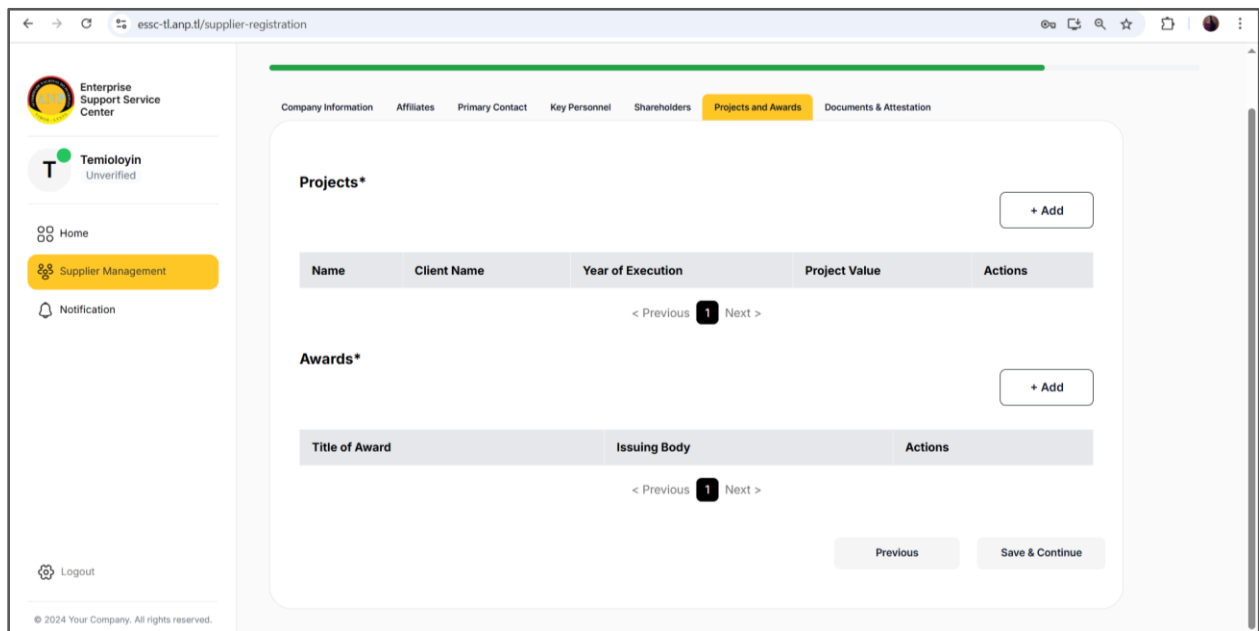 essc-tl.anp.tl/supplier-registration
Enterprise
Support Service
Center
T
Temioloyin
Unverified
Home
Supplier Management
Notification
Logout
© 2024 Your Company. All rights reserved.
Company Information Affiliates Primary Contact Key Personnel Shareholders Projects and Awards Documents & Attestation
Projects*
+ Add
Name Client Name Year of Execution Project Value Actions
< Previous 1 Next >
Awards*
+ Add
Title of Award Issuing Body Actions
< Previous 1 Next >
Previous Save & Continue